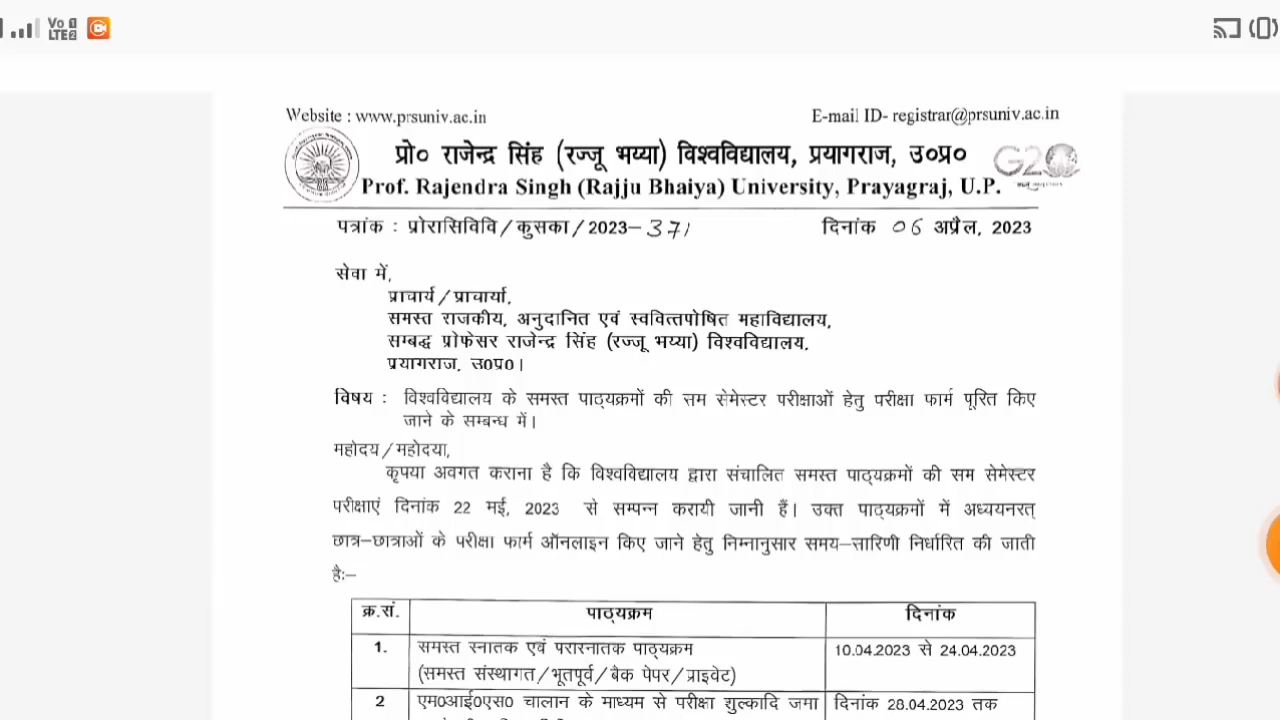 Vo
LTE
Website : www.prsuniv.ac.in
E-mail ID- registrar@prsuniv.ac.in
प्रो० राजेन्द्र सिंह (रज्जू भय्या) विश्वविद्यालय, प्रयागराज, उ०प्र०
G20
Prof. Rajendra Singh (Rajju Bhaiya) University, Prayagraj, U.P.
पत्रांक : प्रोरासिविवि/कुसका/2023-371
दिनांक 06 अप्रैल, 2023
सेवा में,
प्राचार्य/प्राचार्या,
समस्त राजकीय, अनुदानित एवं स्ववित्तपोषित महाविद्यालय,
सम्बद्ध प्रोफेसर राजेन्द्र सिंह (रज्जू भय्या) विश्वविद्यालय,
प्रयागराज, उ०प्र०।
विषय : विश्वविद्यालय के समस्त पाठ्यक्रमों की सम सेमेस्टर परीक्षाओं हेतु परीक्षा फार्म पूरित किए
जाने के सम्बन्ध में।
महोदय/महोदया,
कृपया अवगत कराना है कि विश्वविद्यालय द्वारा संचालित समस्त पाठ्यक्रमों की सम सेमेस्टर
परीक्षाएं दिनांक 22 मई, 2023 से सम्पन्न करायी जानी हैं। उक्त पाठ्यक्रमों में अध्ययनरत्
छात्र-छात्राओं के परीक्षा फार्म ऑनलाइन किए जाने हेतु निम्नानुसार समय-सारिणी निर्धारित की जाती
है:-
क्र.सं. पाठ्यक्रम दिनांक
1. समस्त स्नातक एवं परास्नातक पाठ्यक्रम 10.04.2023 से 24.04.2023
(समस्त संस्थागत/भूतपूर्व/बैक पेपर/प्राइवेट)
2 एम०आई०एस० चालान के माध्यम से परीक्षा शुल्कादि जमा दिनांक 28.04.2023 तक